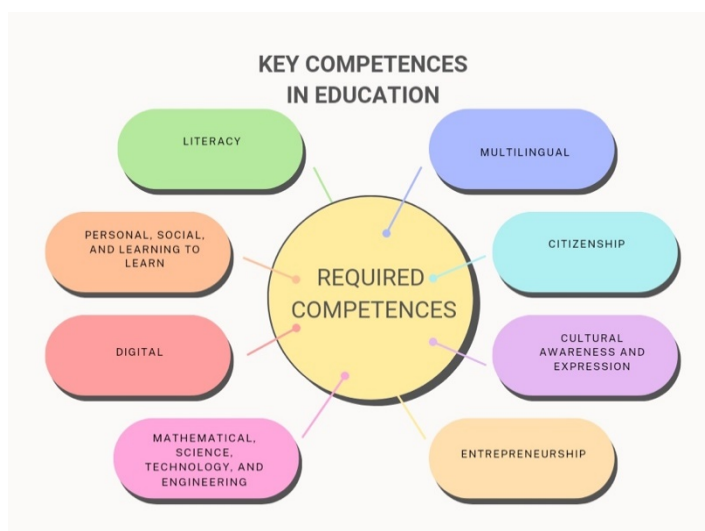 KEY COMPETENCES
IN EDUCATION
LITERACY
MULTILINGUAL
PERSONAL, SOCIAL,
AND LEARNING TO
LEARN
CITIZENSHIP
REQUIRED
COMPETENCES
DIGITAL
CULTURAL
AWARENESS AND
EXPRESSION
MATHEMATICAL,
SCIENCE,
TECHNOLOGY, AND
ENGINEERING
ENTREPRENEURSHIP